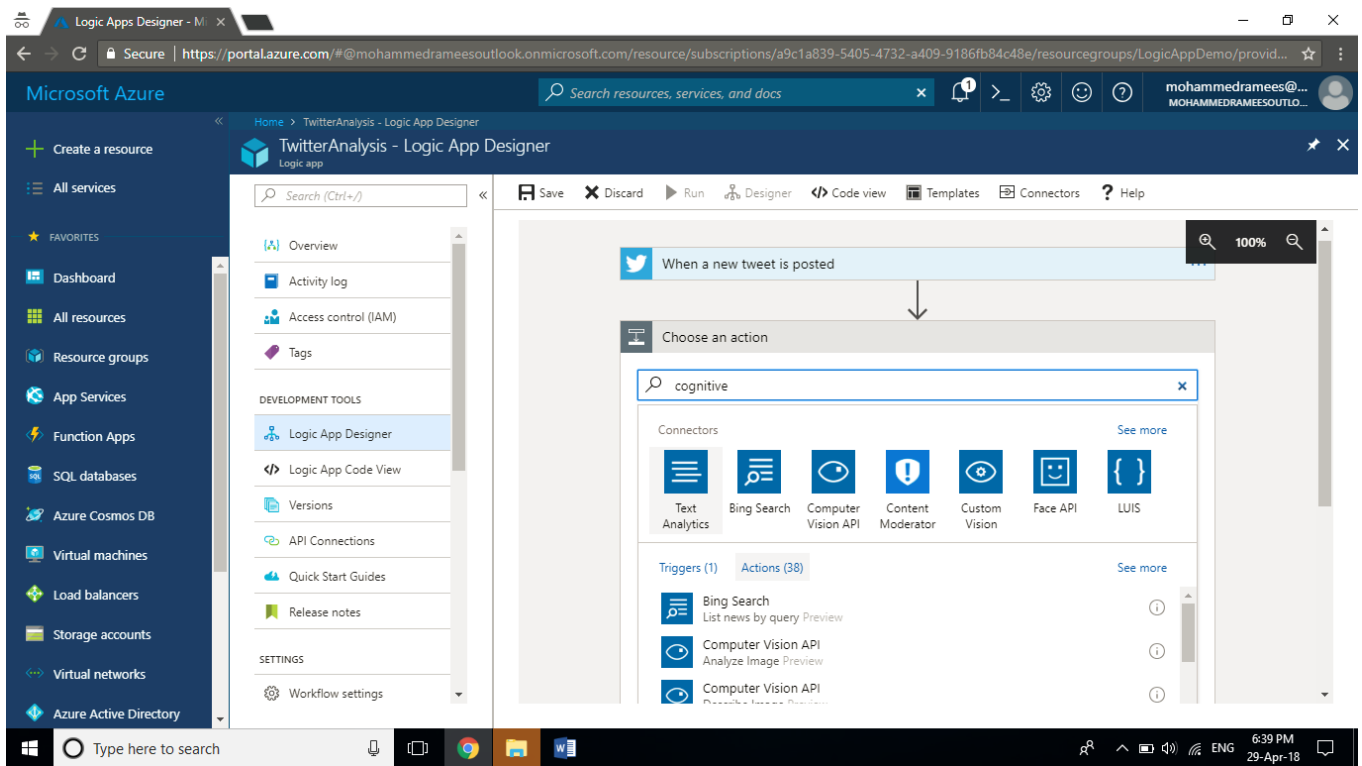 Logic Apps Designer - Mi
Secure | https://portal.azure.com/#@mohammedrameesoutlook.onmicrosoft.com/resource/subscriptions/a9c1a839-5405-4732-a409-9186fb84c48e/resourcegroups/LogicAppDemo/provid...
Microsoft Azure
Search resources, services, and docs
1
mohammedramees@...
MOHAMMEDRAMEESOUTLO...
Home > TwitterAnalysis - Logic App Designer
TwitterAnalysis - Logic App Designer
Logic app
Create a resource
All services
FAVORITES
Dashboard
All resources
Resource groups
App Services
Function Apps
SQL databases
Azure Cosmos DB
Virtual machines
Load balancers
Storage accounts
Virtual networks
Azure Active Directory
Search (Ctrl+/)
Overview
Activity log
Access control (IAM)
Tags
DEVELOPMENT TOOLS
Logic App Designer
Logic App Code View
Versions
API Connections
Quick Start Guides
Release notes
SETTINGS
Workflow settings
Save Discard Run Designer Code view Templates Connectors Help
100%
When a new tweet is posted
Choose an action
cognitive
Connectors See more
Text Analytics
Bing Search
Computer Vision API
Content Moderator
Custom Vision
Face API
LUIS
Triggers (1) Actions (38) See more
Bing Search
List news by query Preview
Computer Vision API
Analyze Image Preview
Computer Vision API
Describe Image Preview
Type here to search
ENG
6:39 PM
29-Apr-18